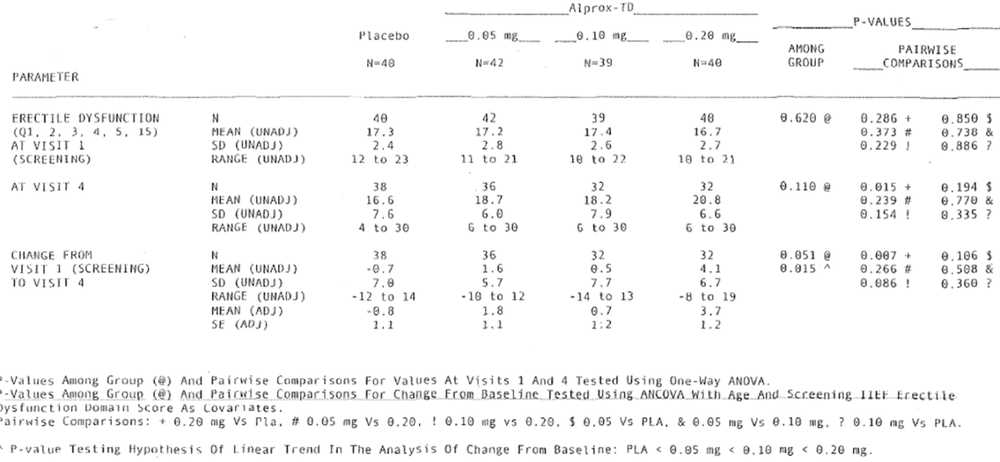 Alprox-TD
P-VALUES
Placebo 0.05 mg 0.10 mg 0.20 mg
AMONG PAIRWISE
N=40 N=42 N=39 N=40 GROUP COMPARISONS
PARAMETER
ERECTILE DYSFUNCTION N 40 42 39 40 0.620 @ 0.286 + 0.850 $
(Q1, 2, 3, 4, 5, 15) MEAN (UNADJ) 17.3 17.2 17.4 16.7 0.373 # 0.738 &
AT VISIT 1 SD (UNADJ) 2.4 2.8 2.6 2.7 0.229 ! 0.886 ?
(SCREENING) RANGE (UNADJ) 12 to 23 11 to 21 10 to 22 10 to 21
AT VISIT 4 N 38 36 32 32 0.110 @ 0.015 + 0.194 $
MEAN (UNADJ) 16.6 18.7 18.2 20.8 0.239 # 0.770 &
SD (UNADJ) 7.6 6.0 7.9 6.6 0.154 ! 0.335 ?
RANGE (UNADJ) 4 to 30 6 to 30 6 to 30 6 to 30
CHANGE FROM N 38 36 32 32 0.051 @ 0.007 + 0.106 $
VISIT 1 (SCREENING) MEAN (UNADJ) -0.7 1.6 0.5 4.1 0.015 ^ 0.266 # 0.508 &
TO VISIT 4 SD (UNADJ) 7.0 5.7 7.7 6.7 0.086 ! 0.360 ?
RANGE (UNADJ) -12 to 14 -10 to 12 -14 to 13 -8 to 19
MEAN (ADJ) -0.8 1.8 0.7 3.7
SE (ADJ) 1.1 1.1 1.2 1.2
P-Values Among Group (@) And Pairwise Comparisons For Values At Visits 1 And 4 Tested Using One-Way ANOVA.
P-Values Among Group (@) And Pairwise Comparisons For Change From Baseline Tested Using ANCOVA With Age And Screening IIEF Erectile
Dysfunction Domain Score As Covariates.
Pairwise Comparisons: + 0.20 mg Vs Pla, # 0.05 mg Vs 0.20, ! 0.10 mg vs 0.20, $ 0.05 Vs PLA, & 0.05 mg Vs 0.10 mg, ? 0.10 mg Vs PLA.
^ P-value Testing Hypothesis Of Linear Trend In The Analysis Of Change From Baseline: PLA < 0.05 mg < 0.10 mg < 0.20 mg.